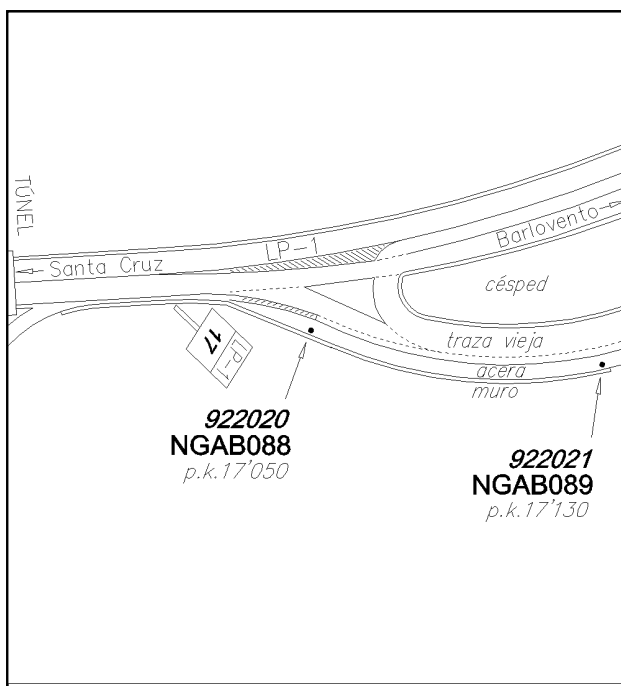 TÚNEL
LP-1
Santa Cruz
Barlovento
césped
traza vieja
acera
muro
17
LP-1
922020
NGAB088
p.k.17'050
922021
NGAB089
p.k.17'130